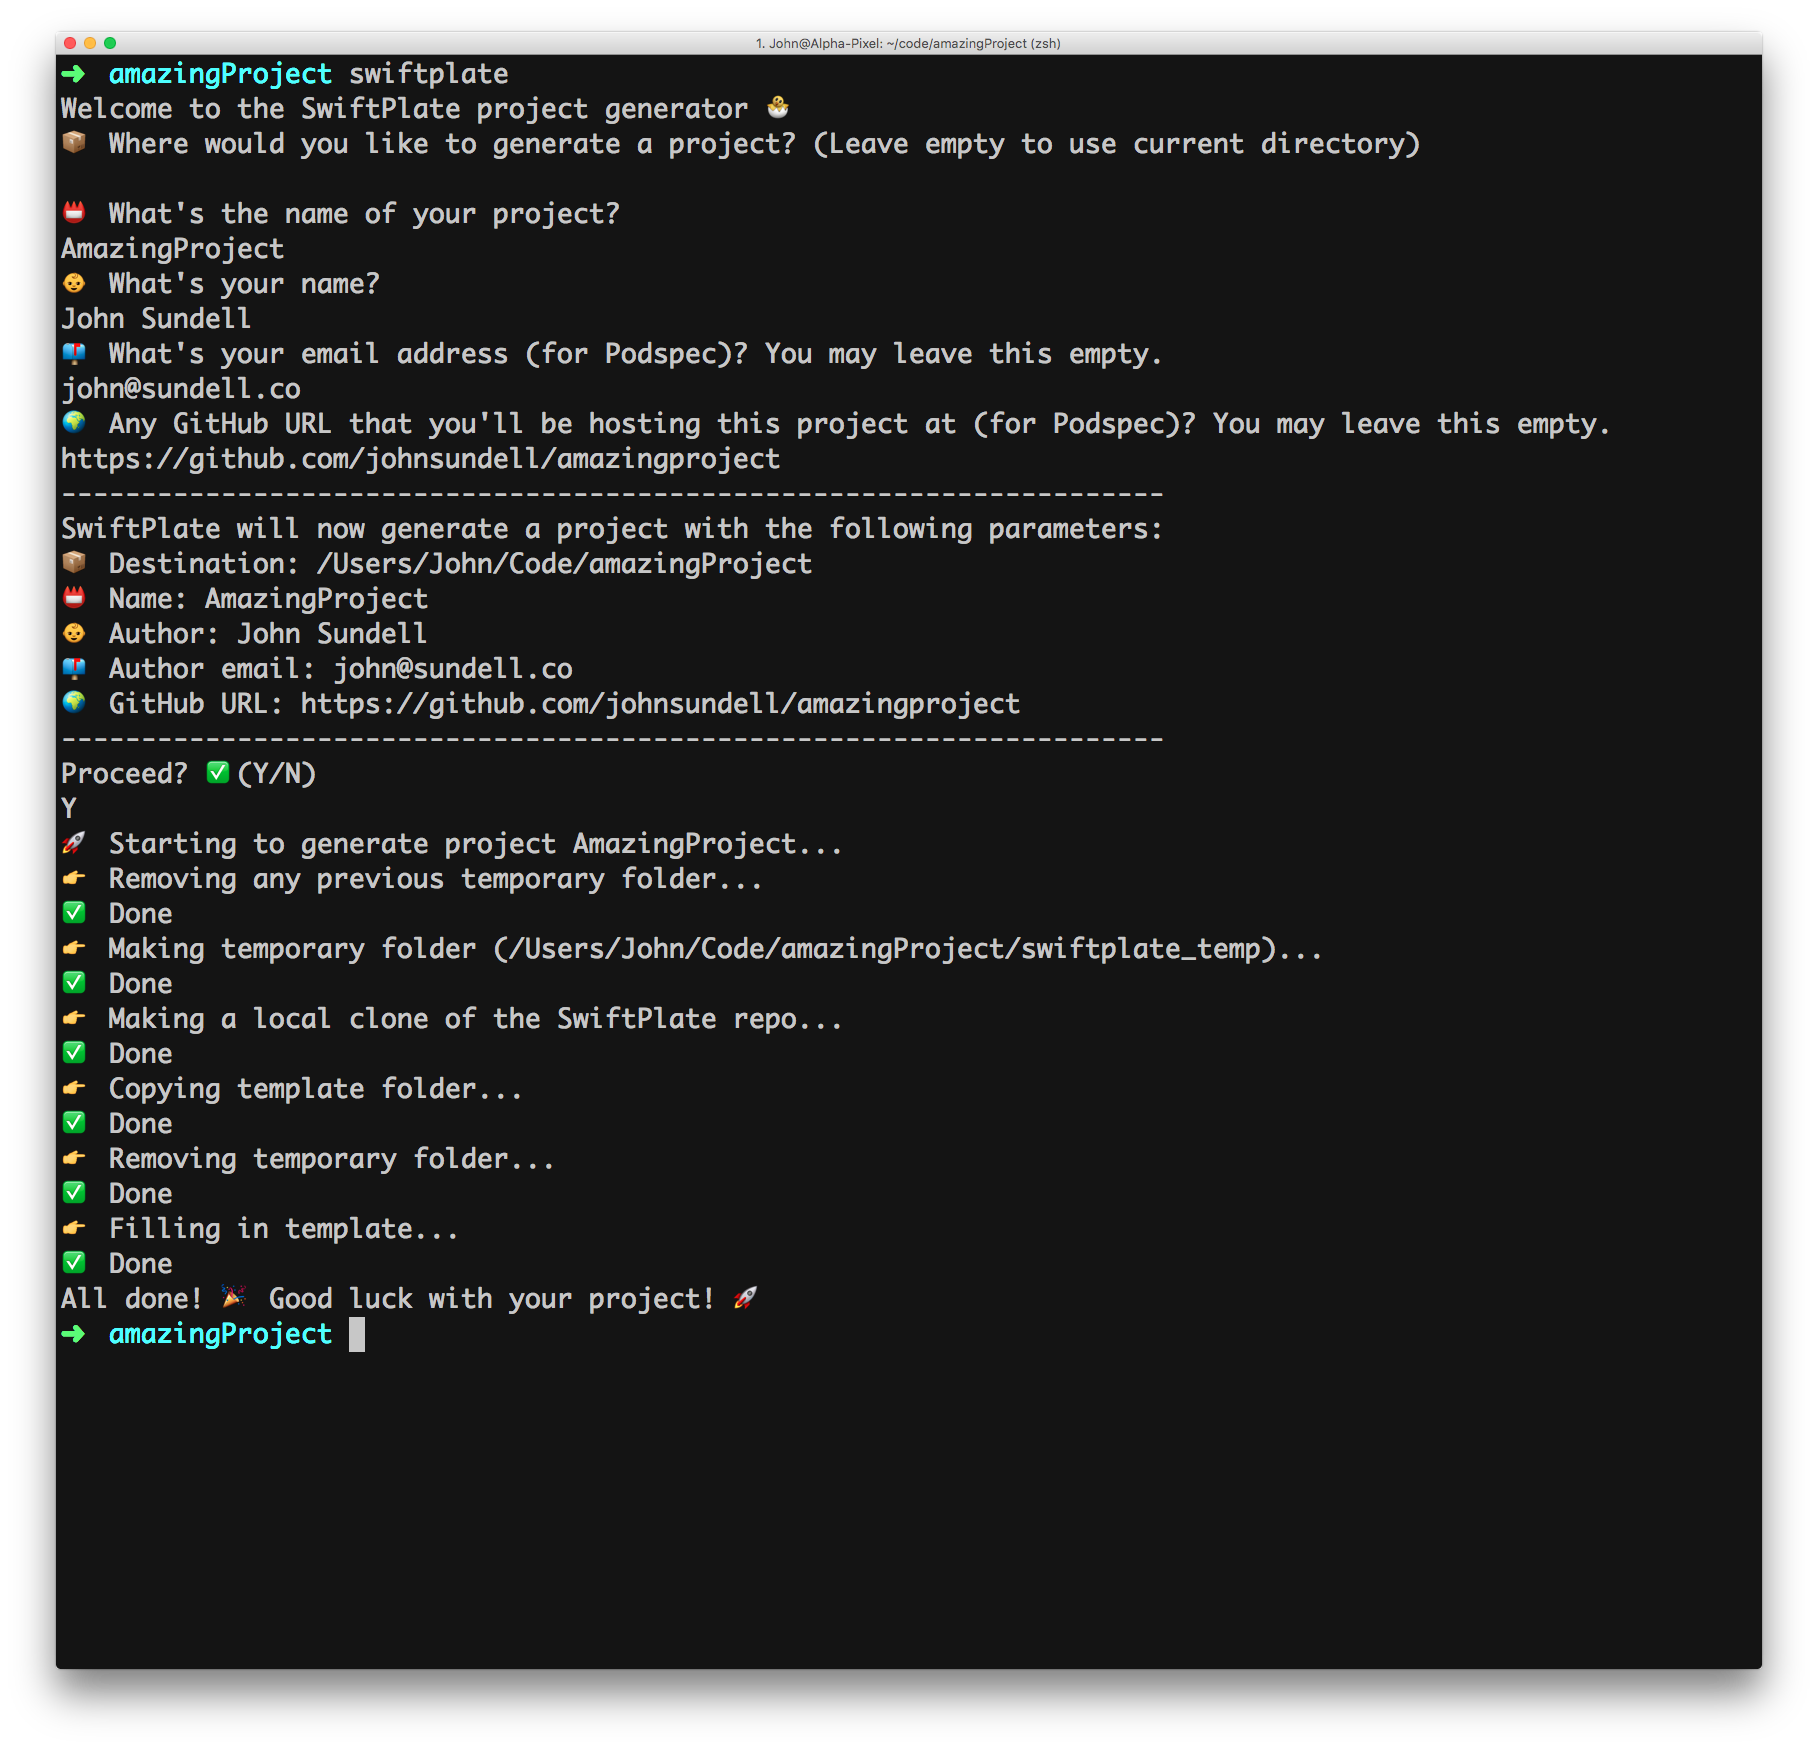 1. John@Alpha-Pixel: ~/code/amazingProject (zsh)
➜ amazingProject swiftplate
Welcome to the SwiftPlate project generator 🐣
📦 Where would you like to generate a project? (Leave empty to use current directory)
📛 What's the name of your project?
AmazingProject
👶 What's your name?
John Sundell
📫 What's your email address (for Podspec)? You may leave this empty.
john@sundell.co
🌍 Any GitHub URL that you'll be hosting this project at (for Podspec)? You may leave this empty.
https://github.com/johnsundell/amazingproject
---------------------------------------------------------------------
SwiftPlate will now generate a project with the following parameters:
📦 Destination: /Users/John/Code/amazingProject
📛 Name: AmazingProject
👶 Author: John Sundell
📫 Author email: john@sundell.co
🌍 GitHub URL: https://github.com/johnsundell/amazingproject
---------------------------------------------------------------------
Proceed? ✅ (Y/N)
Y
🚀 Starting to generate project AmazingProject...
👉 Removing any previous temporary folder...
✅ Done
👉 Making temporary folder (/Users/John/Code/amazingProject/swiftplate_temp)...
✅ Done
👉 Making a local clone of the SwiftPlate repo...
✅ Done
👉 Copying template folder...
✅ Done
👉 Removing temporary folder...
✅ Done
👉 Filling in template...
✅ Done
All done! 🎉 Good luck with your project! 🚀
➜ amazingProject